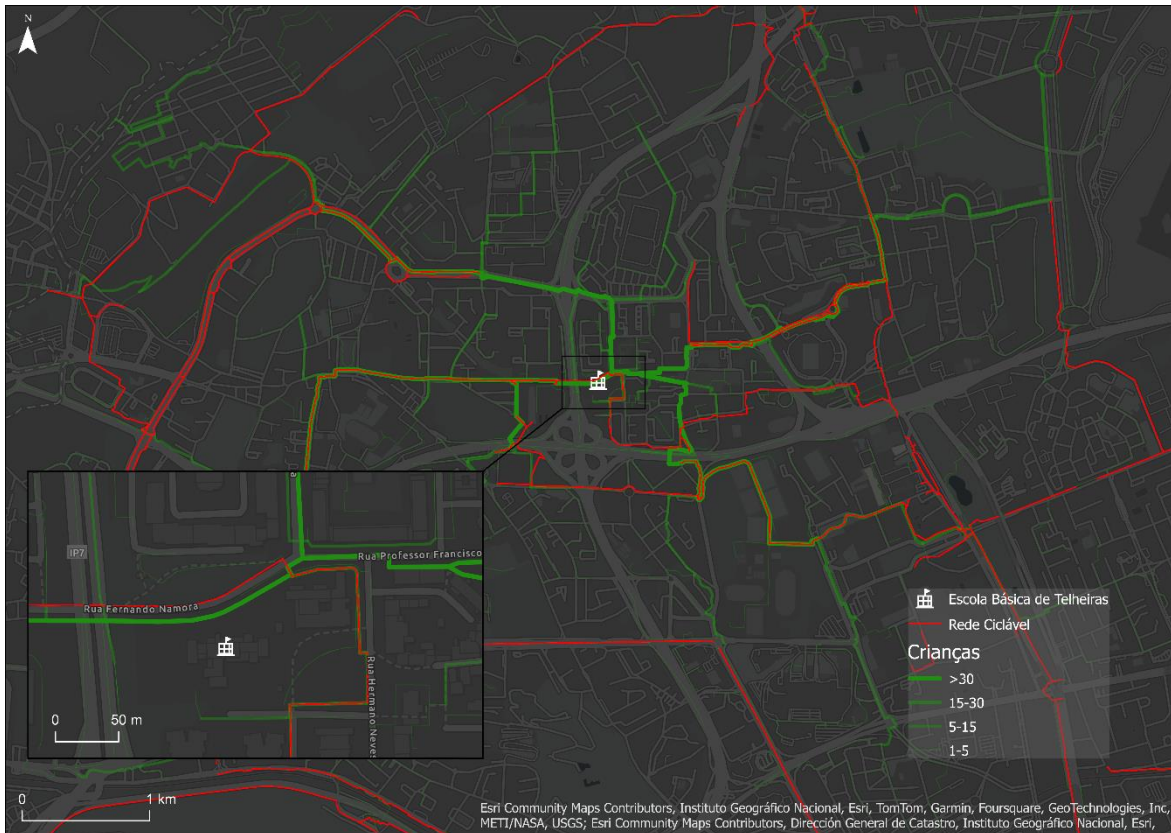 N
IP7
Rua Professor Francisco
Rua Fernando Namora
Rua Hermano Neves
0 50 m
Escola Básica de Telheiras
Rede Ciclável
Crianças
>30
15-30
5-15
1-5
0 1 km
Esri Community Maps Contributors, Instituto Geográfico Nacional, Esri, TomTom, Garmin, Foursquare, GeoTechnologies, Inc,
METI/NASA, USGS; Esri Community Maps Contributors, Dirección General de Catastro, Instituto Geográfico Nacional, Esri,